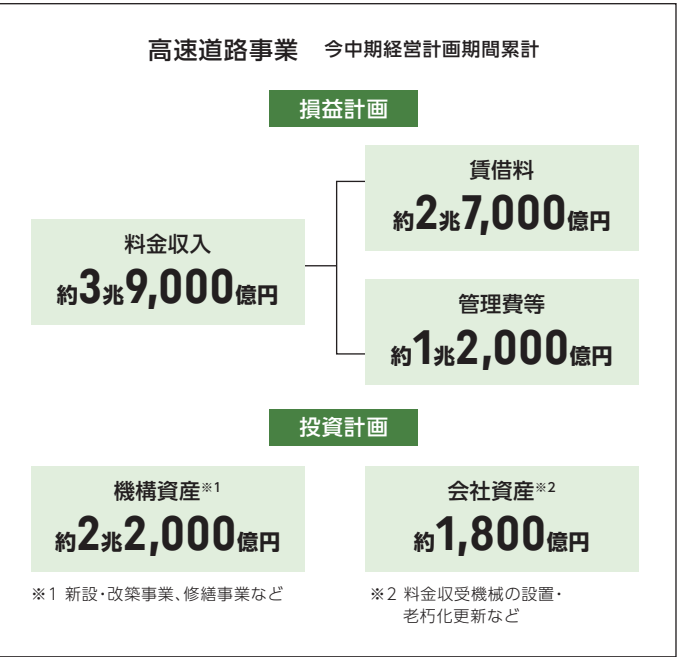 高速道路事業 今中期経営計画期間累計
損益計画
料金収入
約3兆9,000億円
賃借料
約2兆7,000億円
管理費等
約1兆2,000億円
投資計画
機構資産※1
約2兆2,000億円
※1 新設・改築事業、修繕事業など
会社資産※2
約1,800億円
※2 料金収受機械の設置・
老朽化更新など